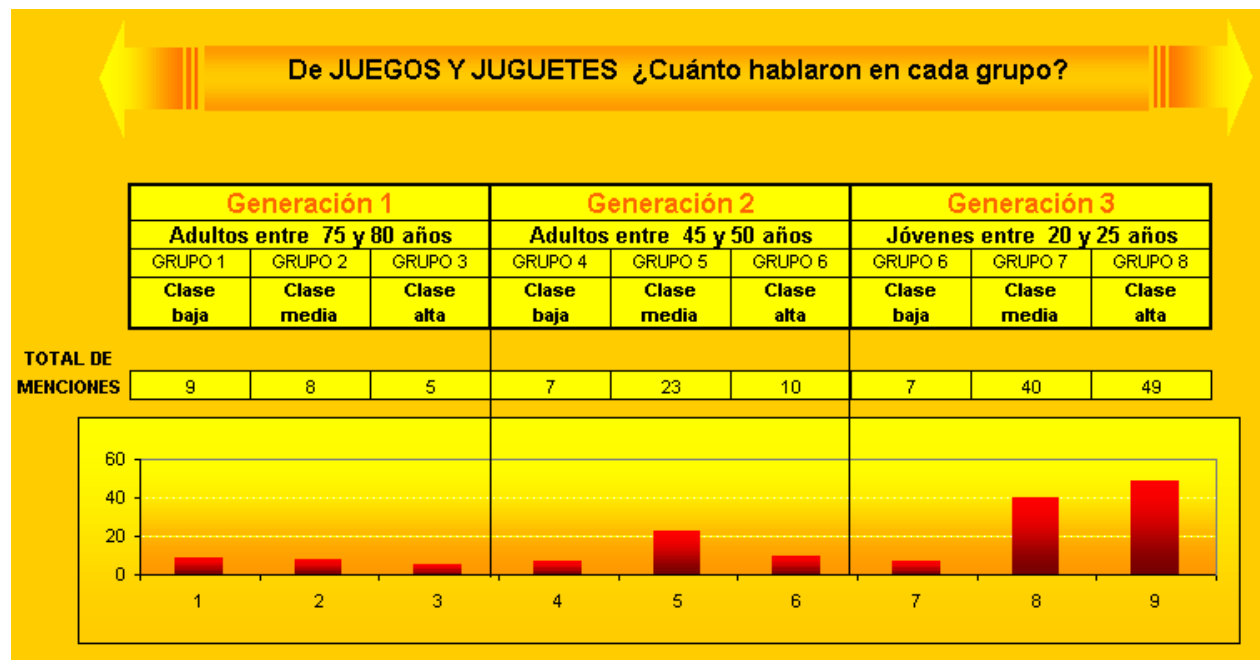 De JUEGOS Y JUGUETES ¿Cuánto hablaron en cada grupo?
Generación 1 Generación 2 Generación 3
Adultos entre 75 y 80 años Adultos entre 45 y 50 años Jóvenes entre 20 y 25 años
GRUPO 1 GRUPO 2 GRUPO 3 GRUPO 4 GRUPO 5 GRUPO 6 GRUPO 6 GRUPO 7 GRUPO 8
Clase Clase Clase Clase Clase Clase Clase Clase Clase
baja media alta baja media alta baja media alta
TOTAL DE
MENCIONES 9 8 5 7 23 10 7 40 49
60
40
20
0
1 2 3 4 5 6 7 8 9